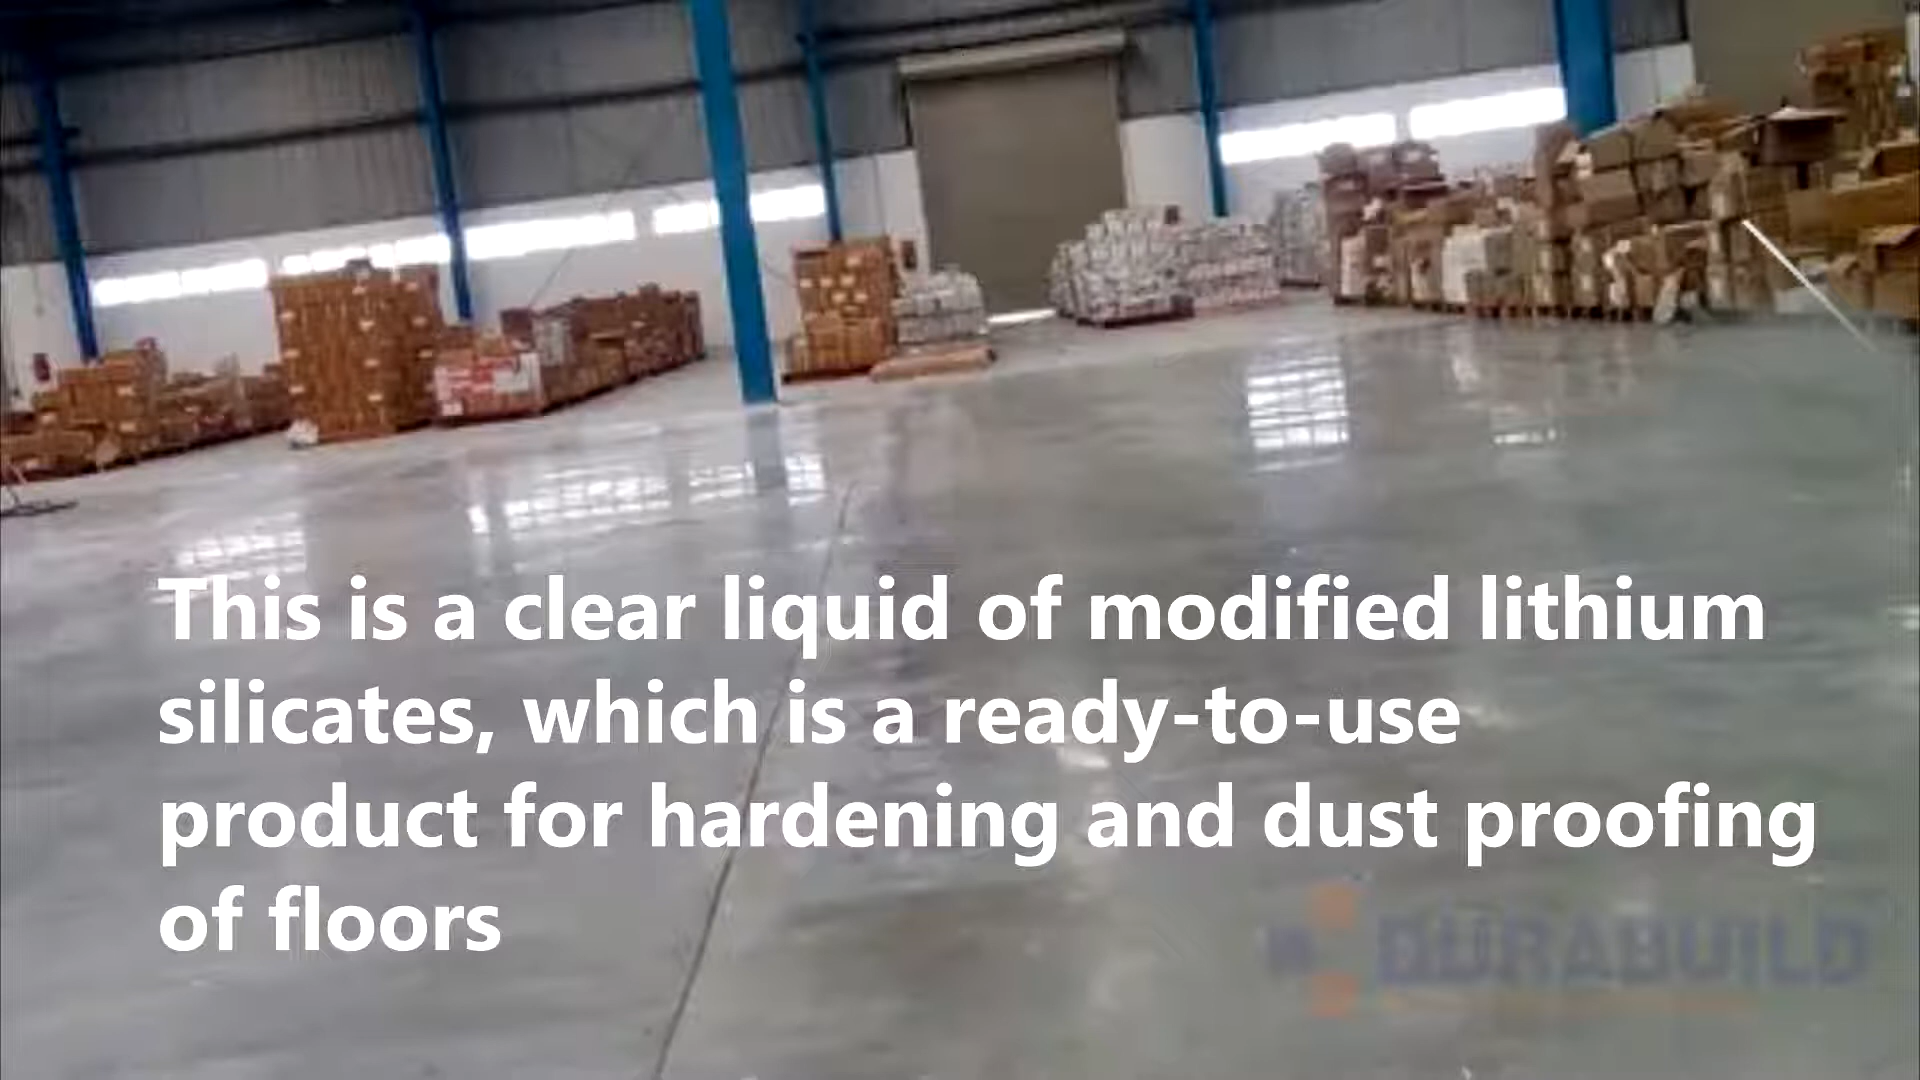 This is a clear liquid of modified lithium
silicates, which is a ready-to-use
product for hardening and dust proofing
of floors
DURABUILD